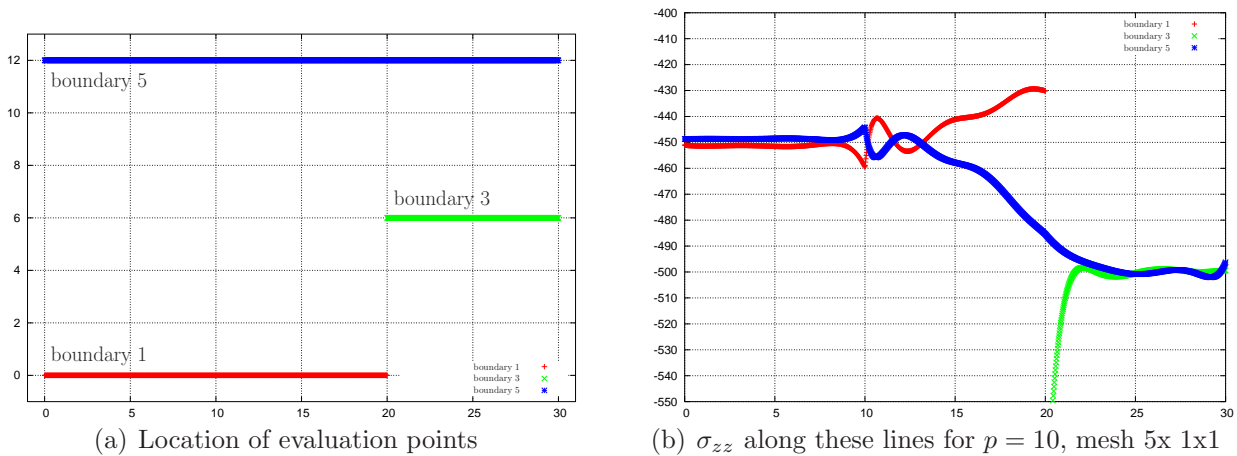 12
10
8
6
4
2
0
0 5 10 15 20 25 30
boundary 5
boundary 3
boundary 1
boundary 1
boundary 3
boundary 5
(a) Location of evaluation points
-400
-410
-420
-430
-440
-450
-460
-470
-480
-490
-500
-510
-520
-530
-540
-550
0 5 10 15 20 25 30
boundary 1
boundary 3
boundary 5
(b) σzz along these lines for p = 10, mesh 5x 1x1